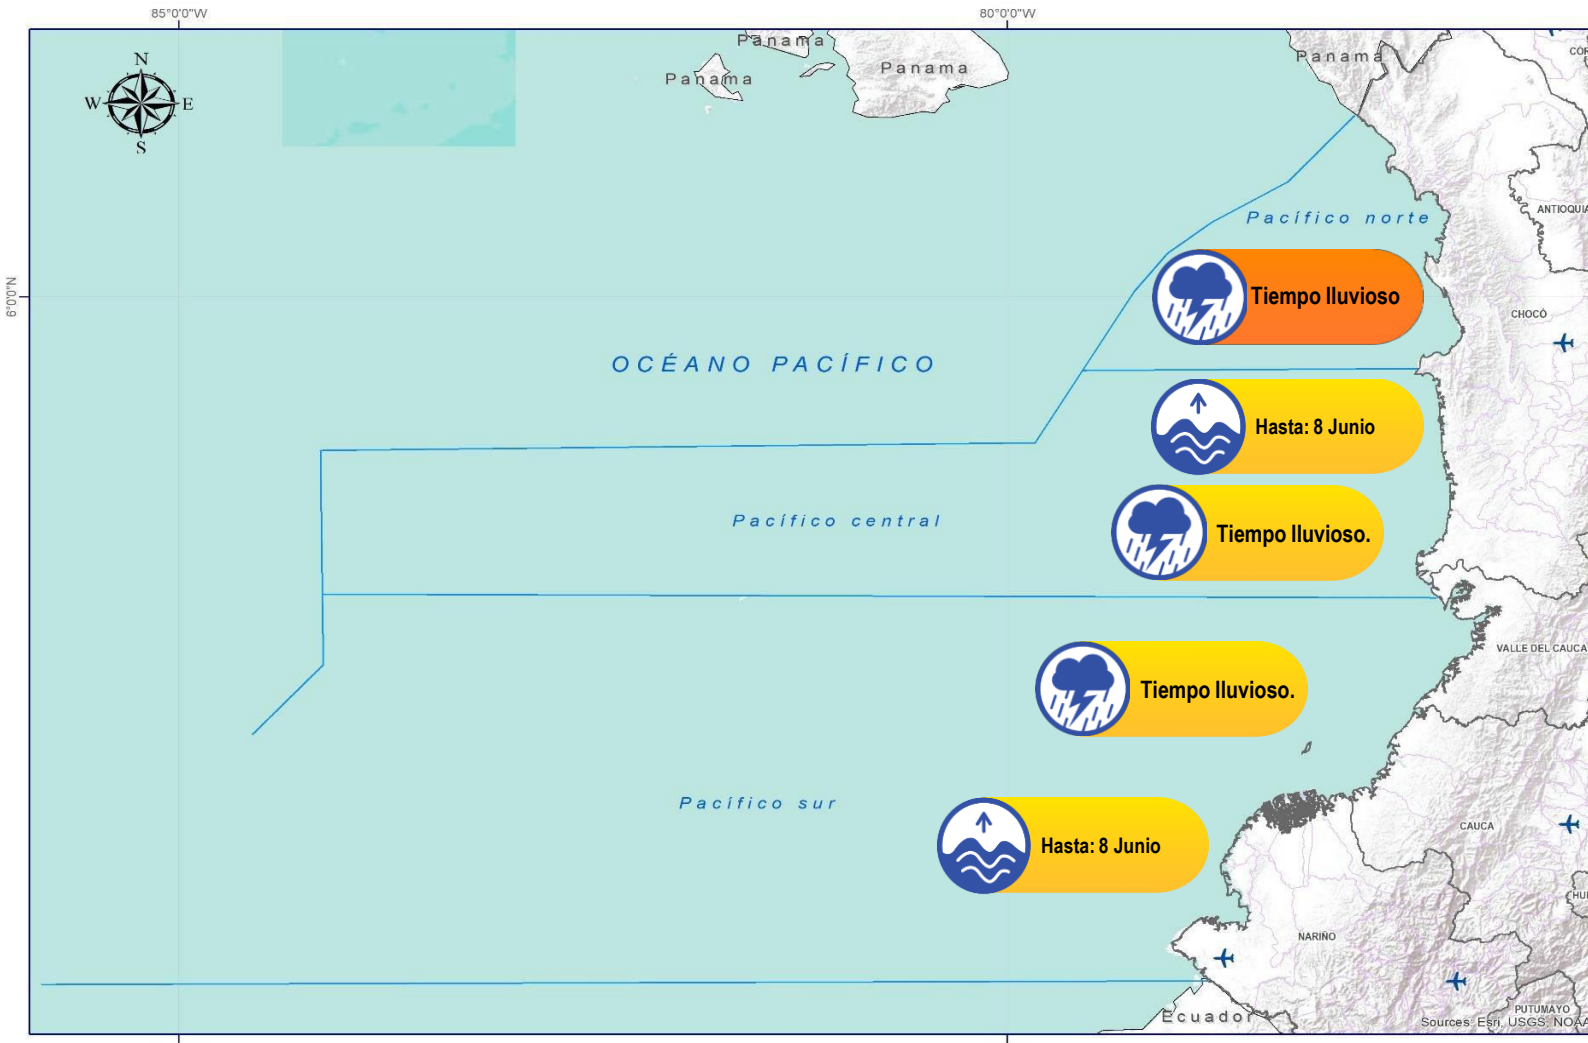 85°0'0"W
80°0'0"W
Panama
Panama
Panama
Panama
N
W
E
S
ANTIOQUIA
Pacífico norte
6°0'0"N
Tiempo lluvioso
CHOCÓ
OCÉANO PACÍFICO
Hasta: 8 Junio
Pacífico central
Tiempo lluvioso.
VALLE DEL CAUCA
Tiempo lluvioso.
Pacífico sur
CAUCA
Hasta: 8 Junio
NARIÑO
PUTUMAYO
Ecuador
Sources: Esri, USGS, NOAA